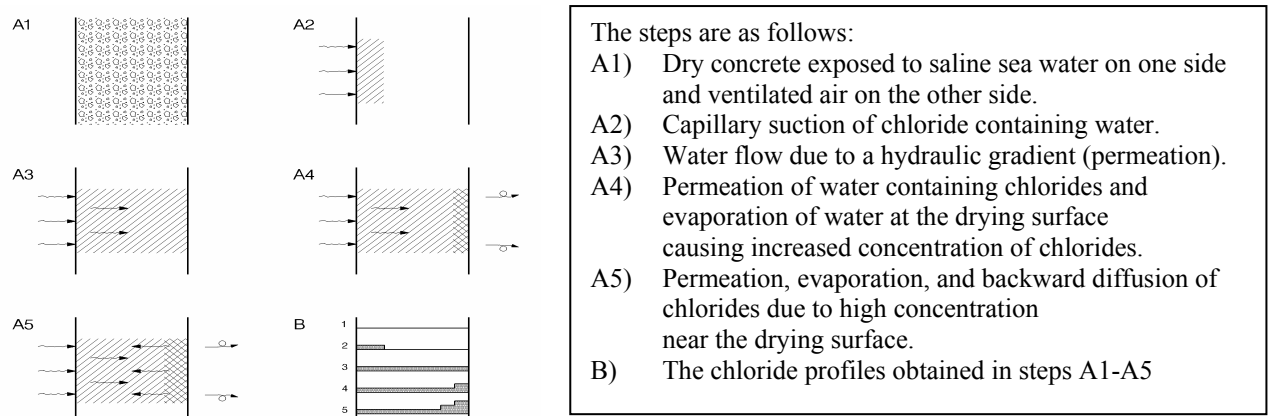 A1
A2
A3
A4
A5
B
1
2
3
4
5
The steps are as follows:
A1) Dry concrete exposed to saline sea water on one side
and ventilated air on the other side.
A2) Capillary suction of chloride containing water.
A3) Water flow due to a hydraulic gradient (permeation).
A4) Permeation of water containing chlorides and
evaporation of water at the drying surface
causing increased concentration of chlorides.
A5) Permeation, evaporation, and backward diffusion of
chlorides due to high concentration
near the drying surface.
B) The chloride profiles obtained in steps A1-A5